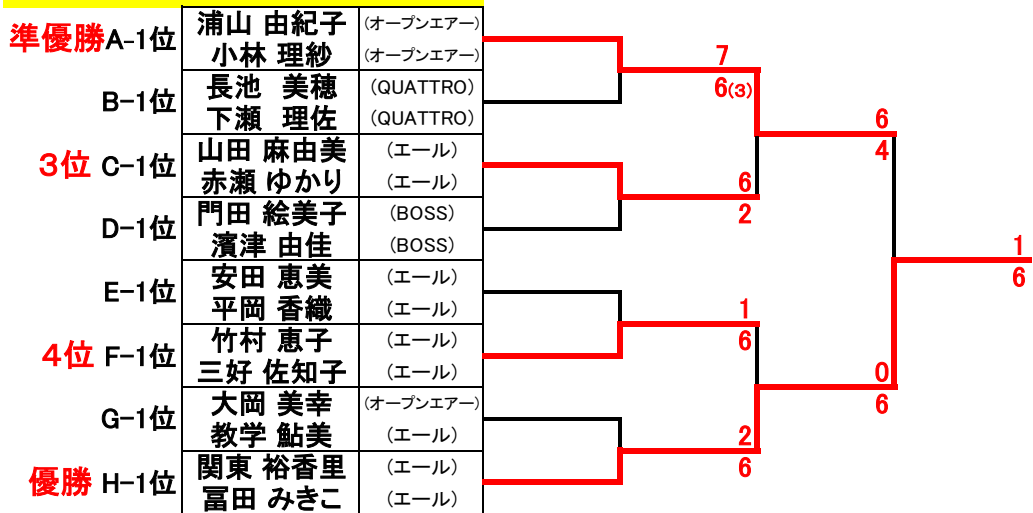 準優勝 A-1位 浦山 由紀子 (オープンエアー)
小林 理紗 (オープンエアー)
B-1位 長池 美穂 (QUATTRO)
下瀬 理佐 (QUATTRO)
3位 C-1位 山田 麻由美 (エール)
赤瀬 ゆかり (エール)
D-1位 門田 絵美子 (BOSS)
濱津 由佳 (BOSS)
E-1位 安田 恵美 (エール)
平岡 香織 (エール)
4位 F-1位 竹村 恵子 (エール)
三好 佐知子 (エール)
G-1位 大岡 美幸 (オープンエアー)
教学 鮎美 (エール)
優勝 H-1位 関東 裕香里 (エール)
冨田 みきこ (エール)
7
6(3)
6
2
1
6
2
6
6
4
0
6
1
6